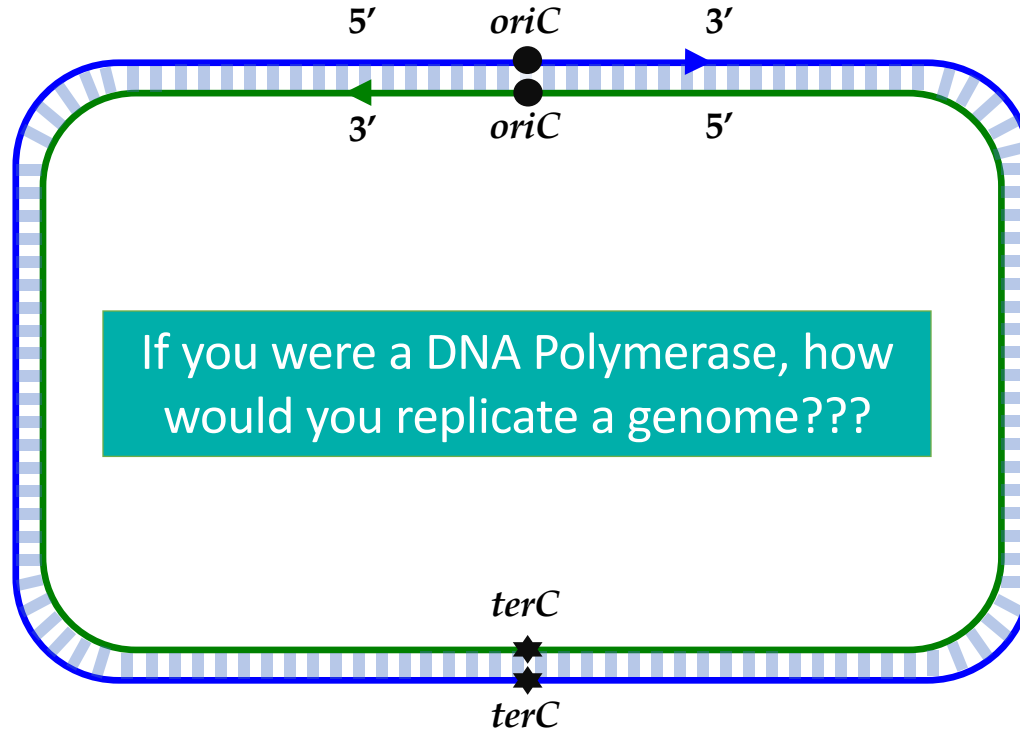 5’ oriC 3’
3’ oriC 5’
If you were a DNA Polymerase, how
would you replicate a genome???
terC
terC